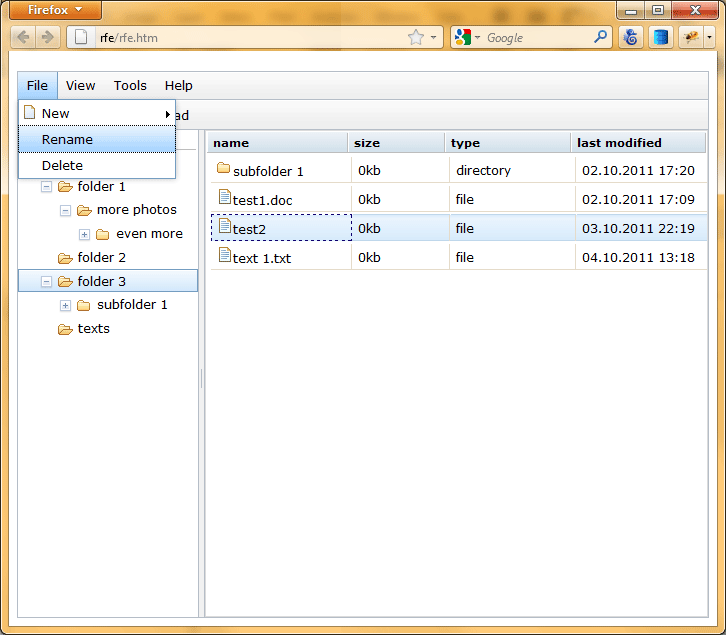 Firefox
rfe/rfe.htm
Google
File View Tools Help
New
ad
Rename
Delete
name size type last modified
subfolder 1 0kb directory 02.10.2011 17:20
test1.doc 0kb file 02.10.2011 17:09
test2 0kb file 03.10.2011 22:19
text 1.txt 0kb file 04.10.2011 13:18
folder 1
more photos
even more
folder 2
folder 3
subfolder 1
texts